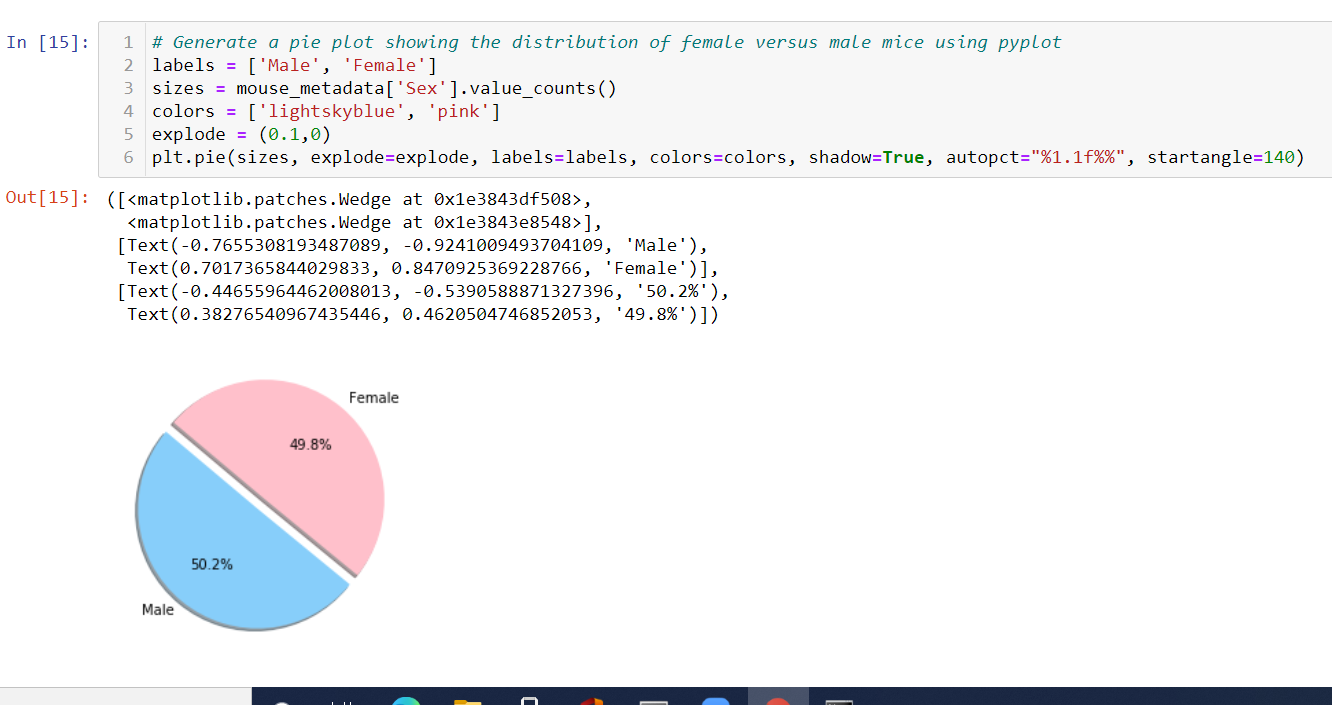 In [15]:
1 # Generate a pie plot showing the distribution of female versus male mice using pyplot
2 labels = ['Male', 'Female']
3 sizes = mouse_metadata['Sex'].value_counts()
4 colors = ['lightskyblue', 'pink']
5 explode = (0.1,0)
6 plt.pie(sizes, explode=explode, labels=labels, colors=colors, shadow=True, autopct="%1.1f%%", startangle=140)
Out[15]: ([<matplotlib.patches.Wedge at 0x1e3843df508>,
<matplotlib.patches.Wedge at 0x1e3843e8548>],
[Text(-0.7655308193487089, -0.9241009493704109, 'Male'),
Text(0.7017365844029833, 0.8470925369228766, 'Female')],
[Text(-0.44655964462008013, -0.5390588871327396, '50.2%'),
Text(0.38276540967435446, 0.4620504746852053, '49.8%')])
Female
49.8%
50.2%
Male